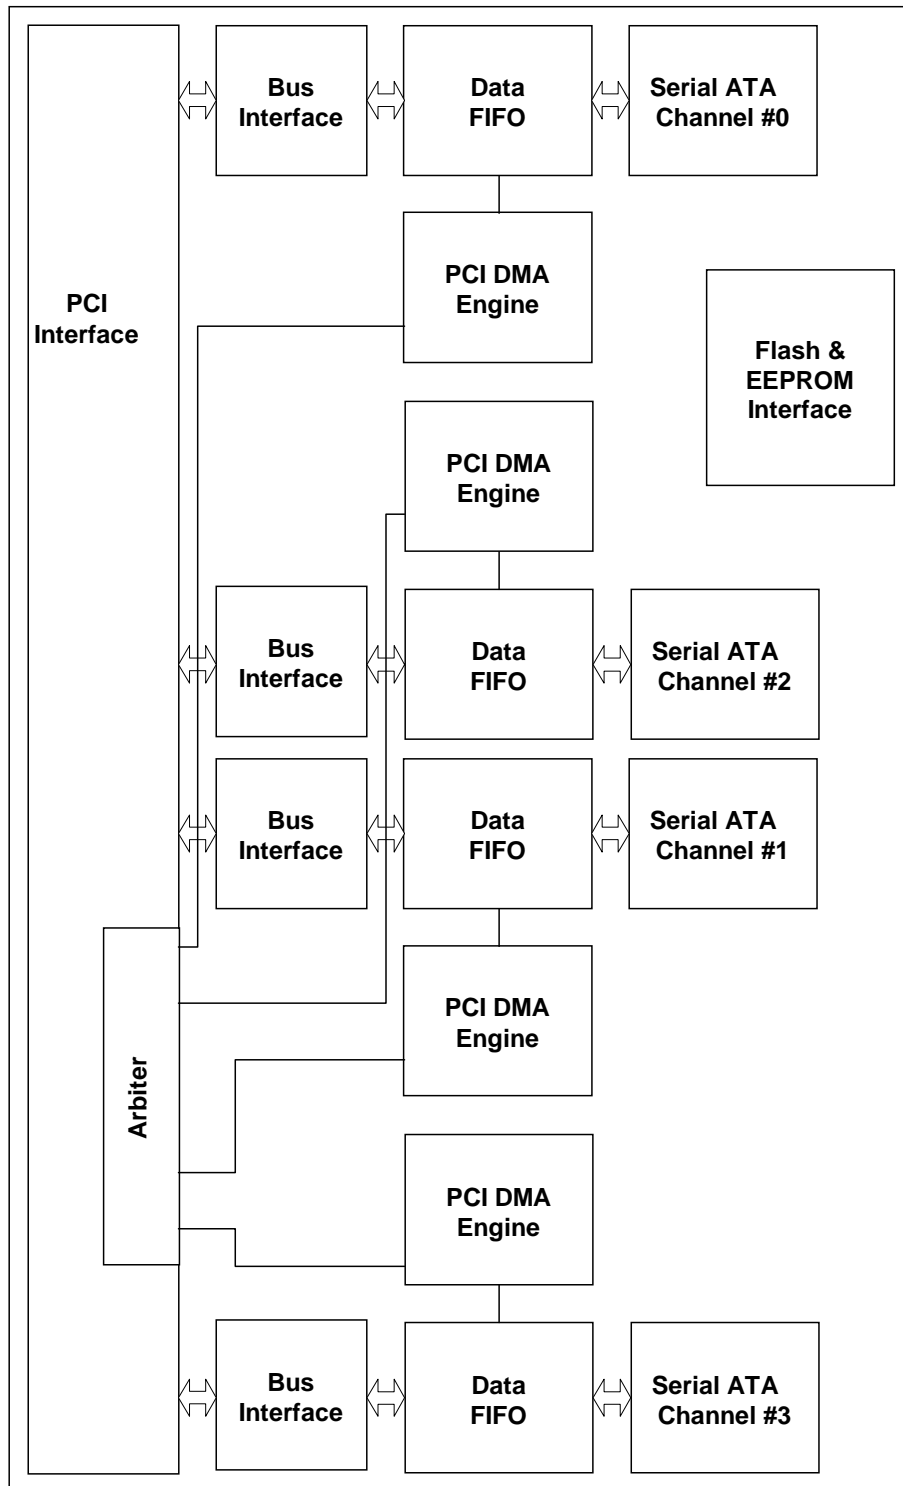 Bus
Interface
Data
FIFO
Serial ATA
Channel #0
PCI
Interface
PCI DMA
Engine
Flash &
EEPROM
Interface
PCI DMA
Engine
Bus
Interface
Data
FIFO
Serial ATA
Channel #2
Bus
Interface
Data
FIFO
Serial ATA
Channel #1
Arbiter
PCI DMA
Engine
PCI DMA
Engine
Bus
Interface
Data
FIFO
Serial ATA
Channel #3